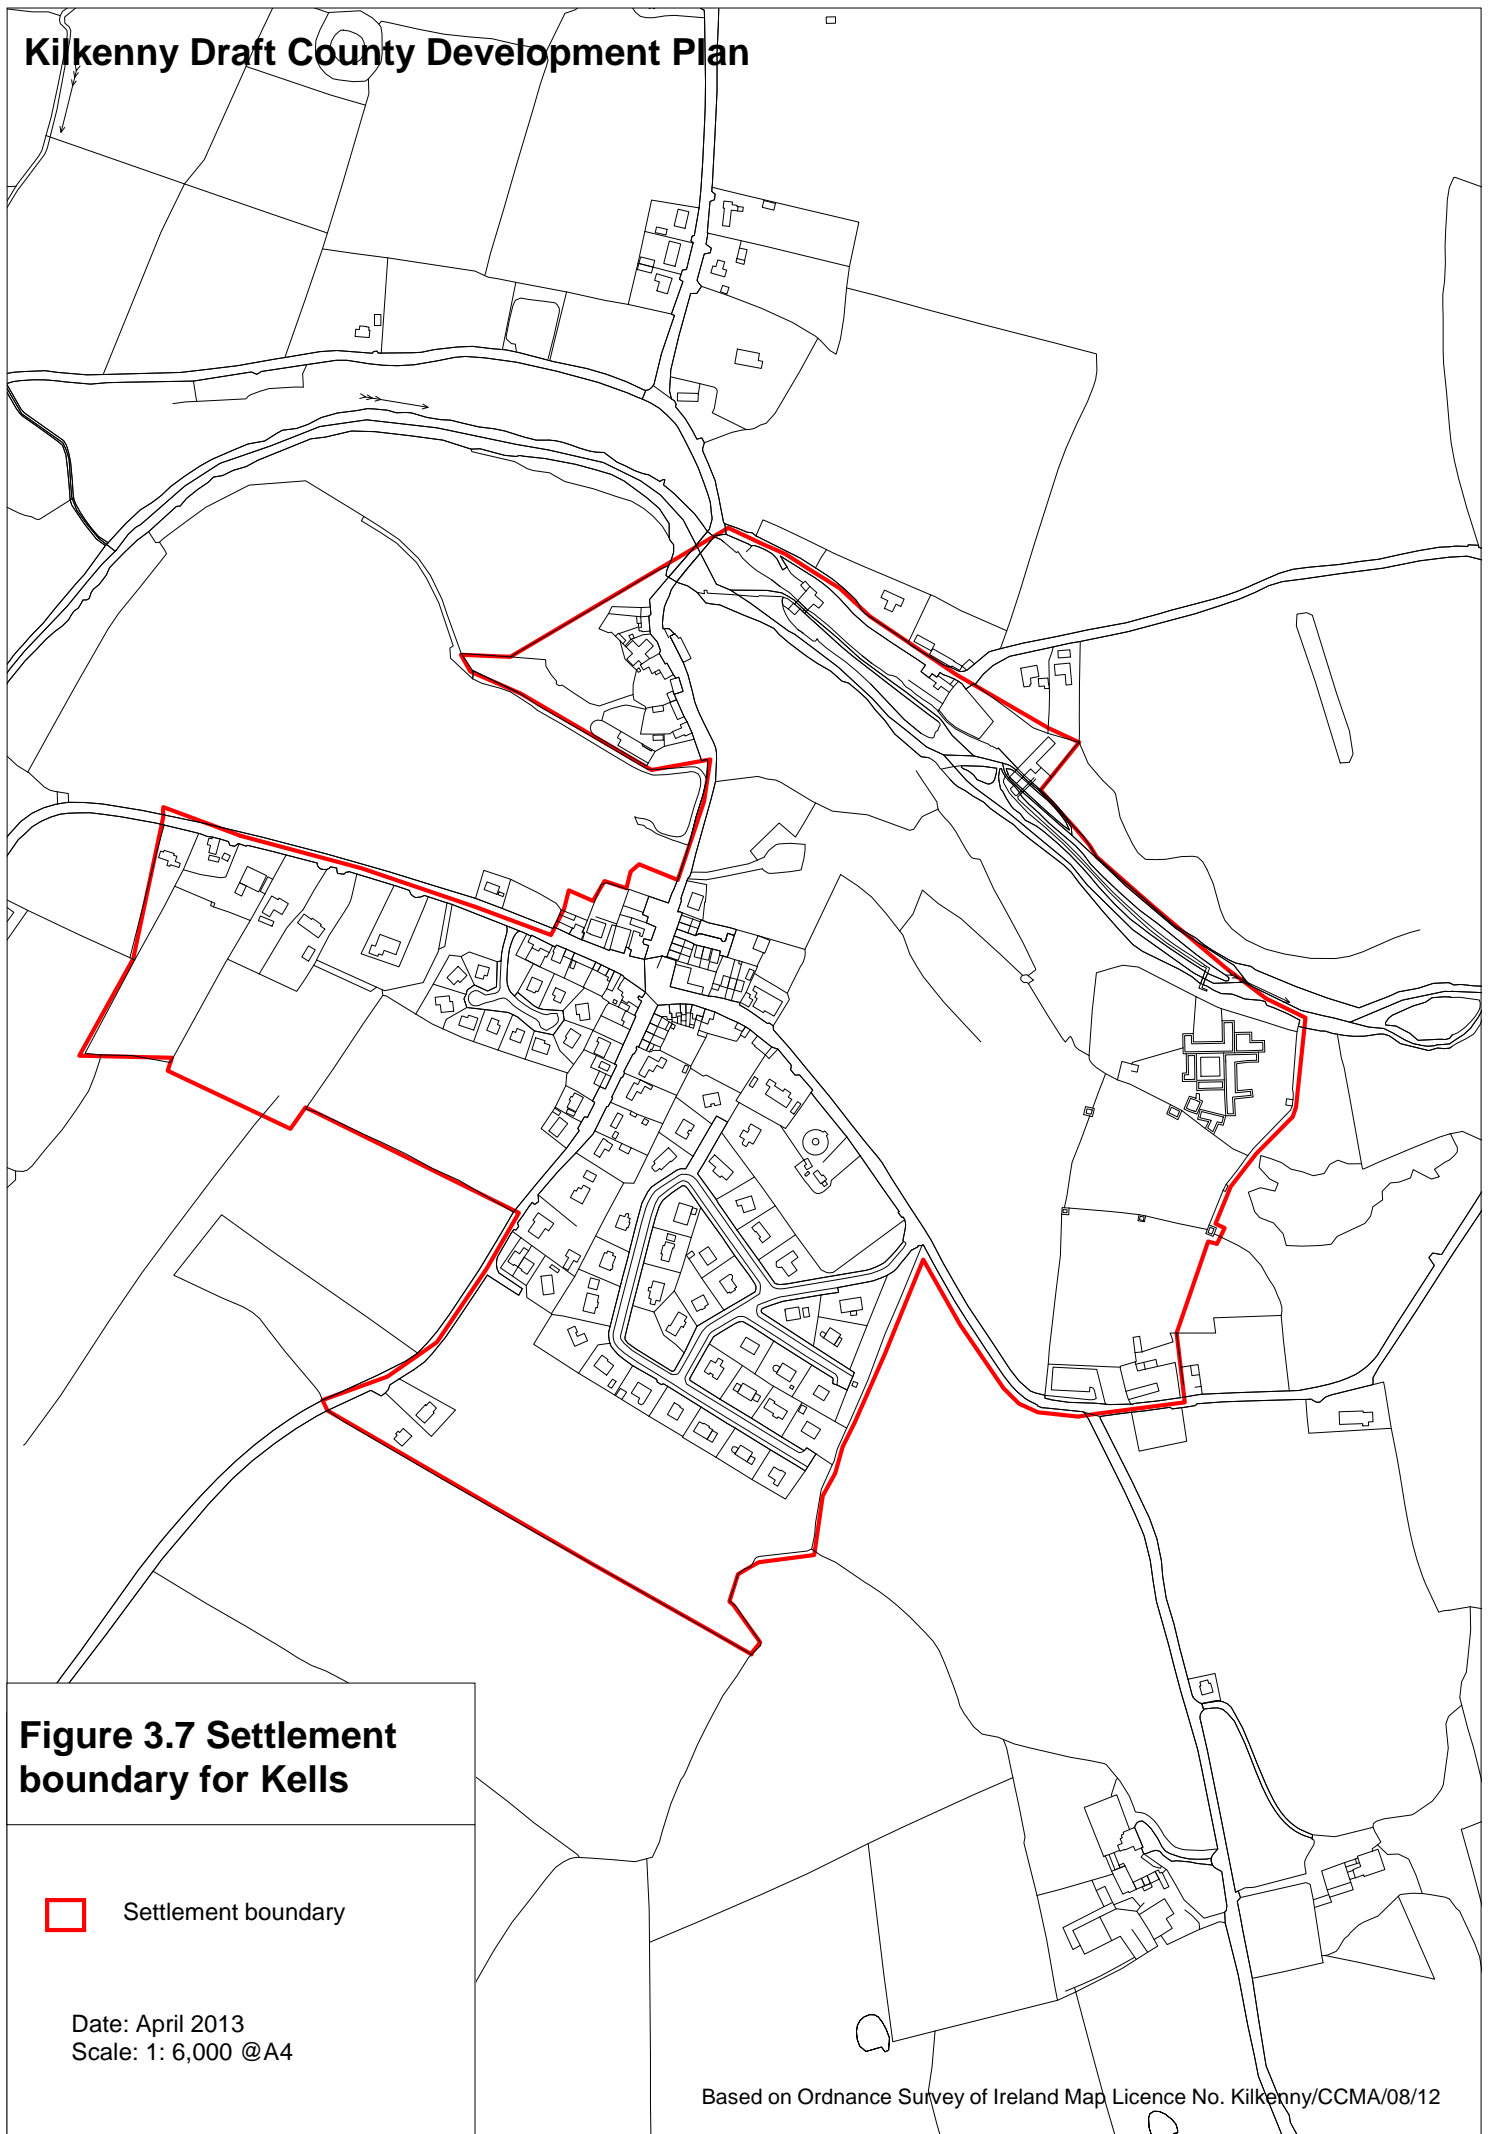 Kilkenny Draft County Development Plan
Figure 3.7 Settlement
boundary for Kells
Settlement boundary
Date: April 2013
Scale: 1: 6,000 @A4
Based on Ordnance Survey of Ireland Map Licence No. Kilkenny/CCMA/08/12